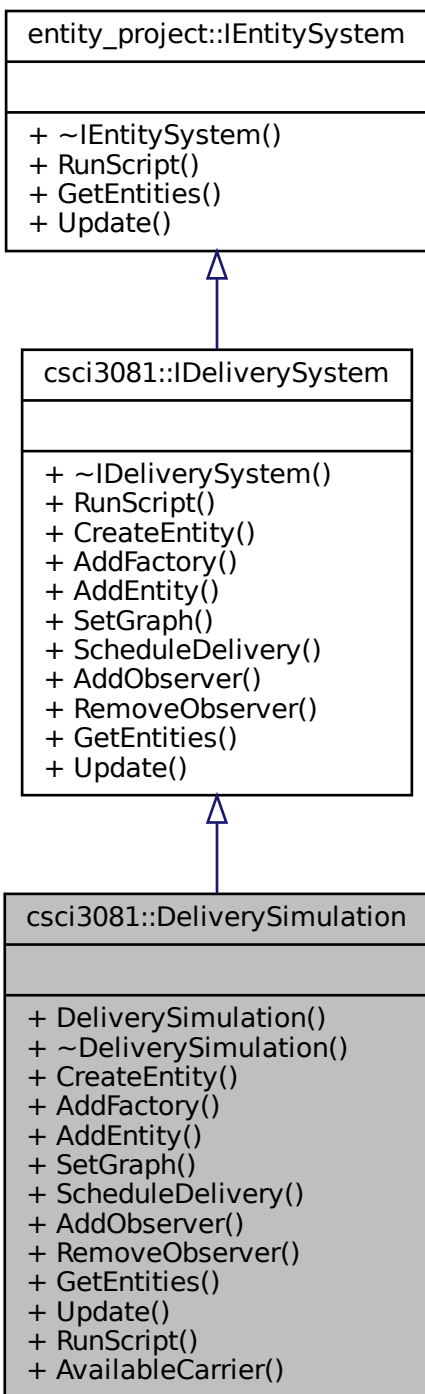 entity_project::IEntitySystem
+ ~IEntitySystem()
+ RunScript()
+ GetEntities()
+ Update()
csci3081::IDeliverySystem
+ ~IDeliverySystem()
+ RunScript()
+ CreateEntity()
+ AddFactory()
+ AddEntity()
+ SetGraph()
+ ScheduleDelivery()
+ AddObserver()
+ RemoveObserver()
+ GetEntities()
+ Update()
csci3081::DeliverySimulation
+ DeliverySimulation()
+ ~DeliverySimulation()
+ CreateEntity()
+ AddFactory()
+ AddEntity()
+ SetGraph()
+ ScheduleDelivery()
+ AddObserver()
+ RemoveObserver()
+ GetEntities()
+ Update()
+ RunScript()
+ AvailableCarrier()